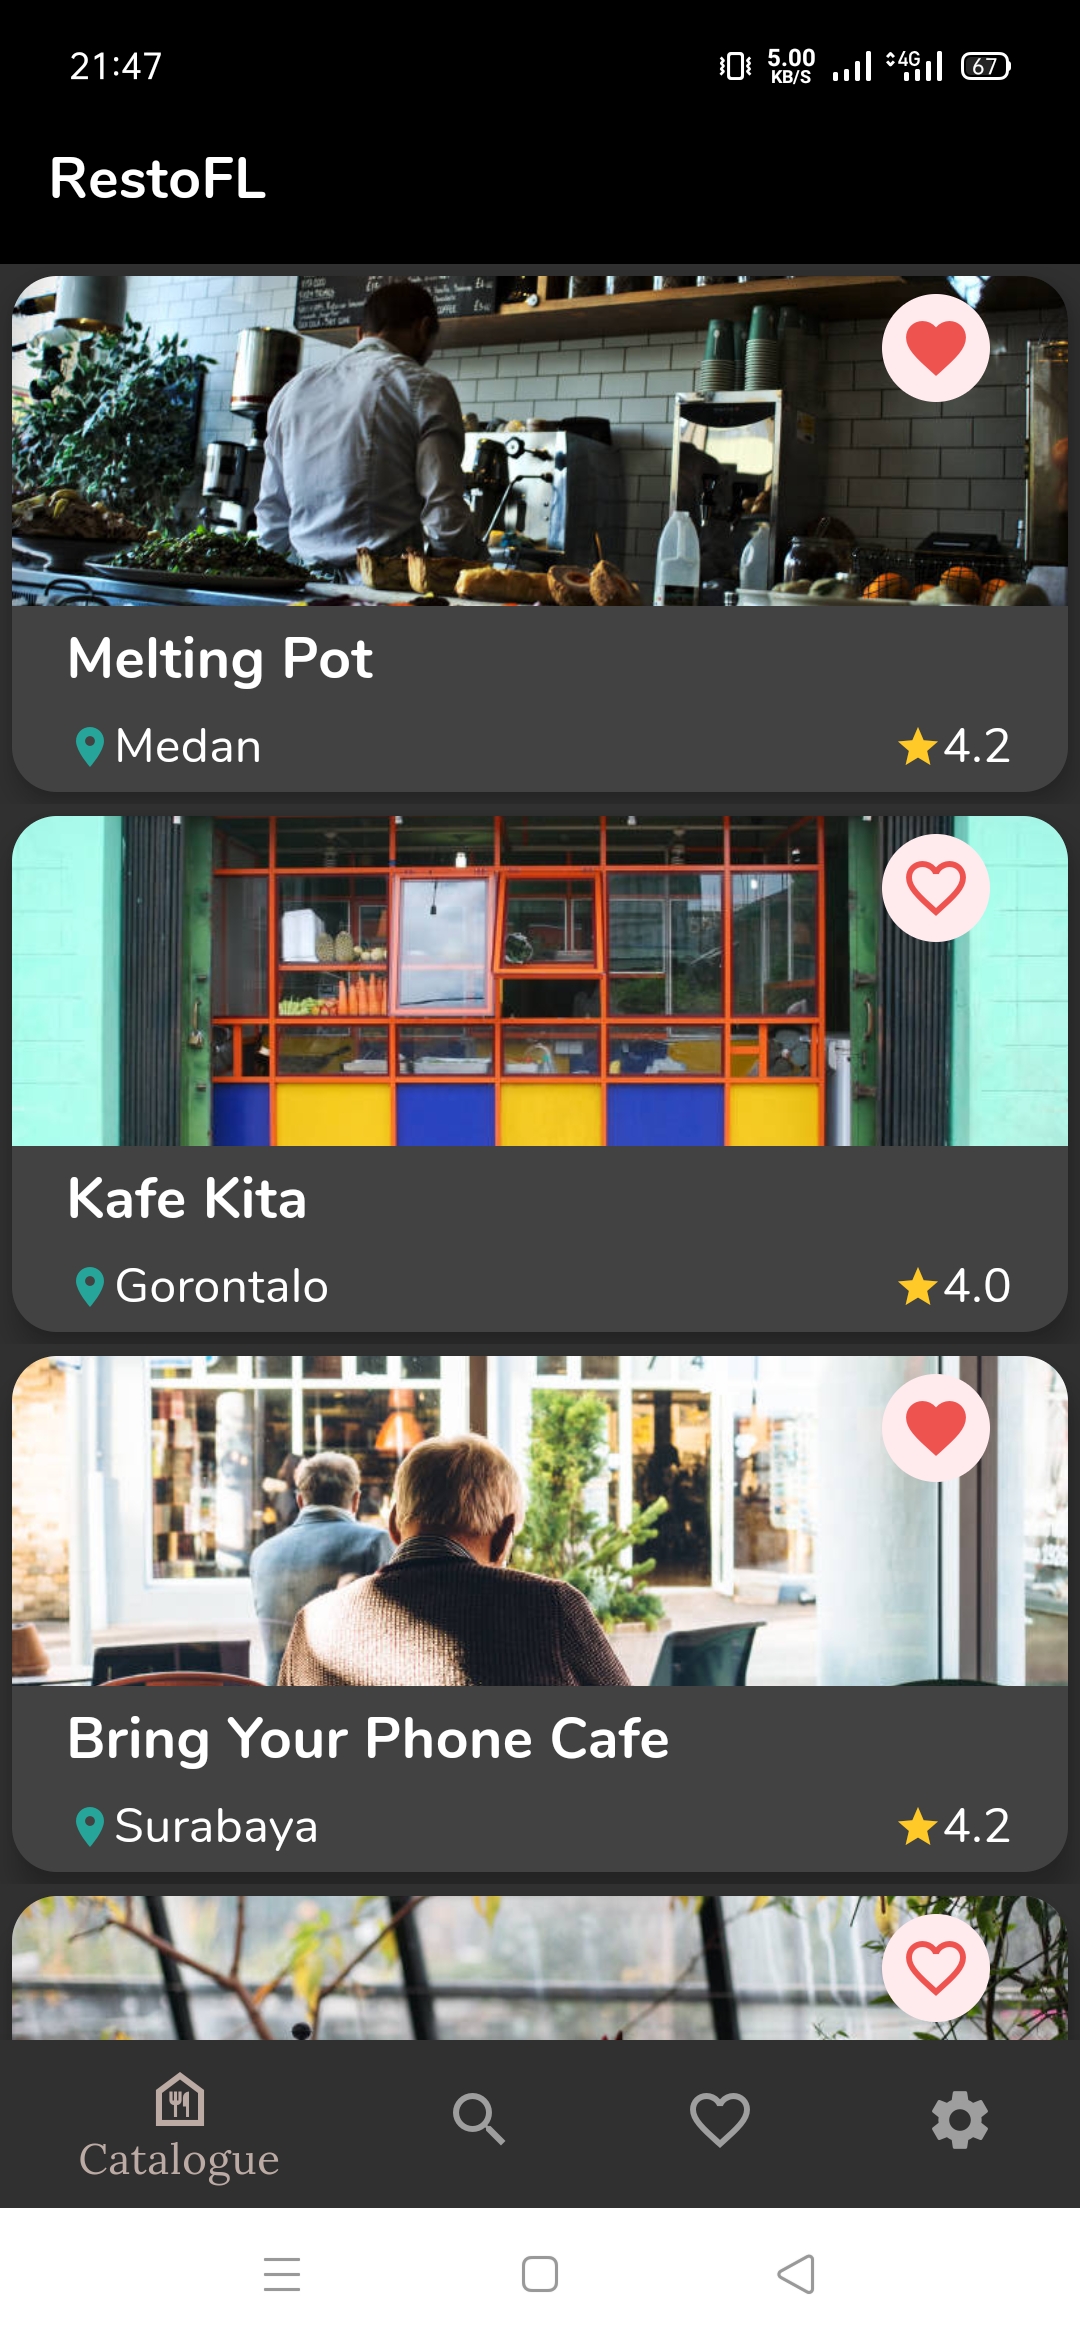 21:47
5.00
KB/S
4G
67
RestoFL
Melting Pot
Medan
4.2
Kafe Kita
Gorontalo
4.0
Bring Your Phone Cafe
Surabaya
4.2
Catalogue